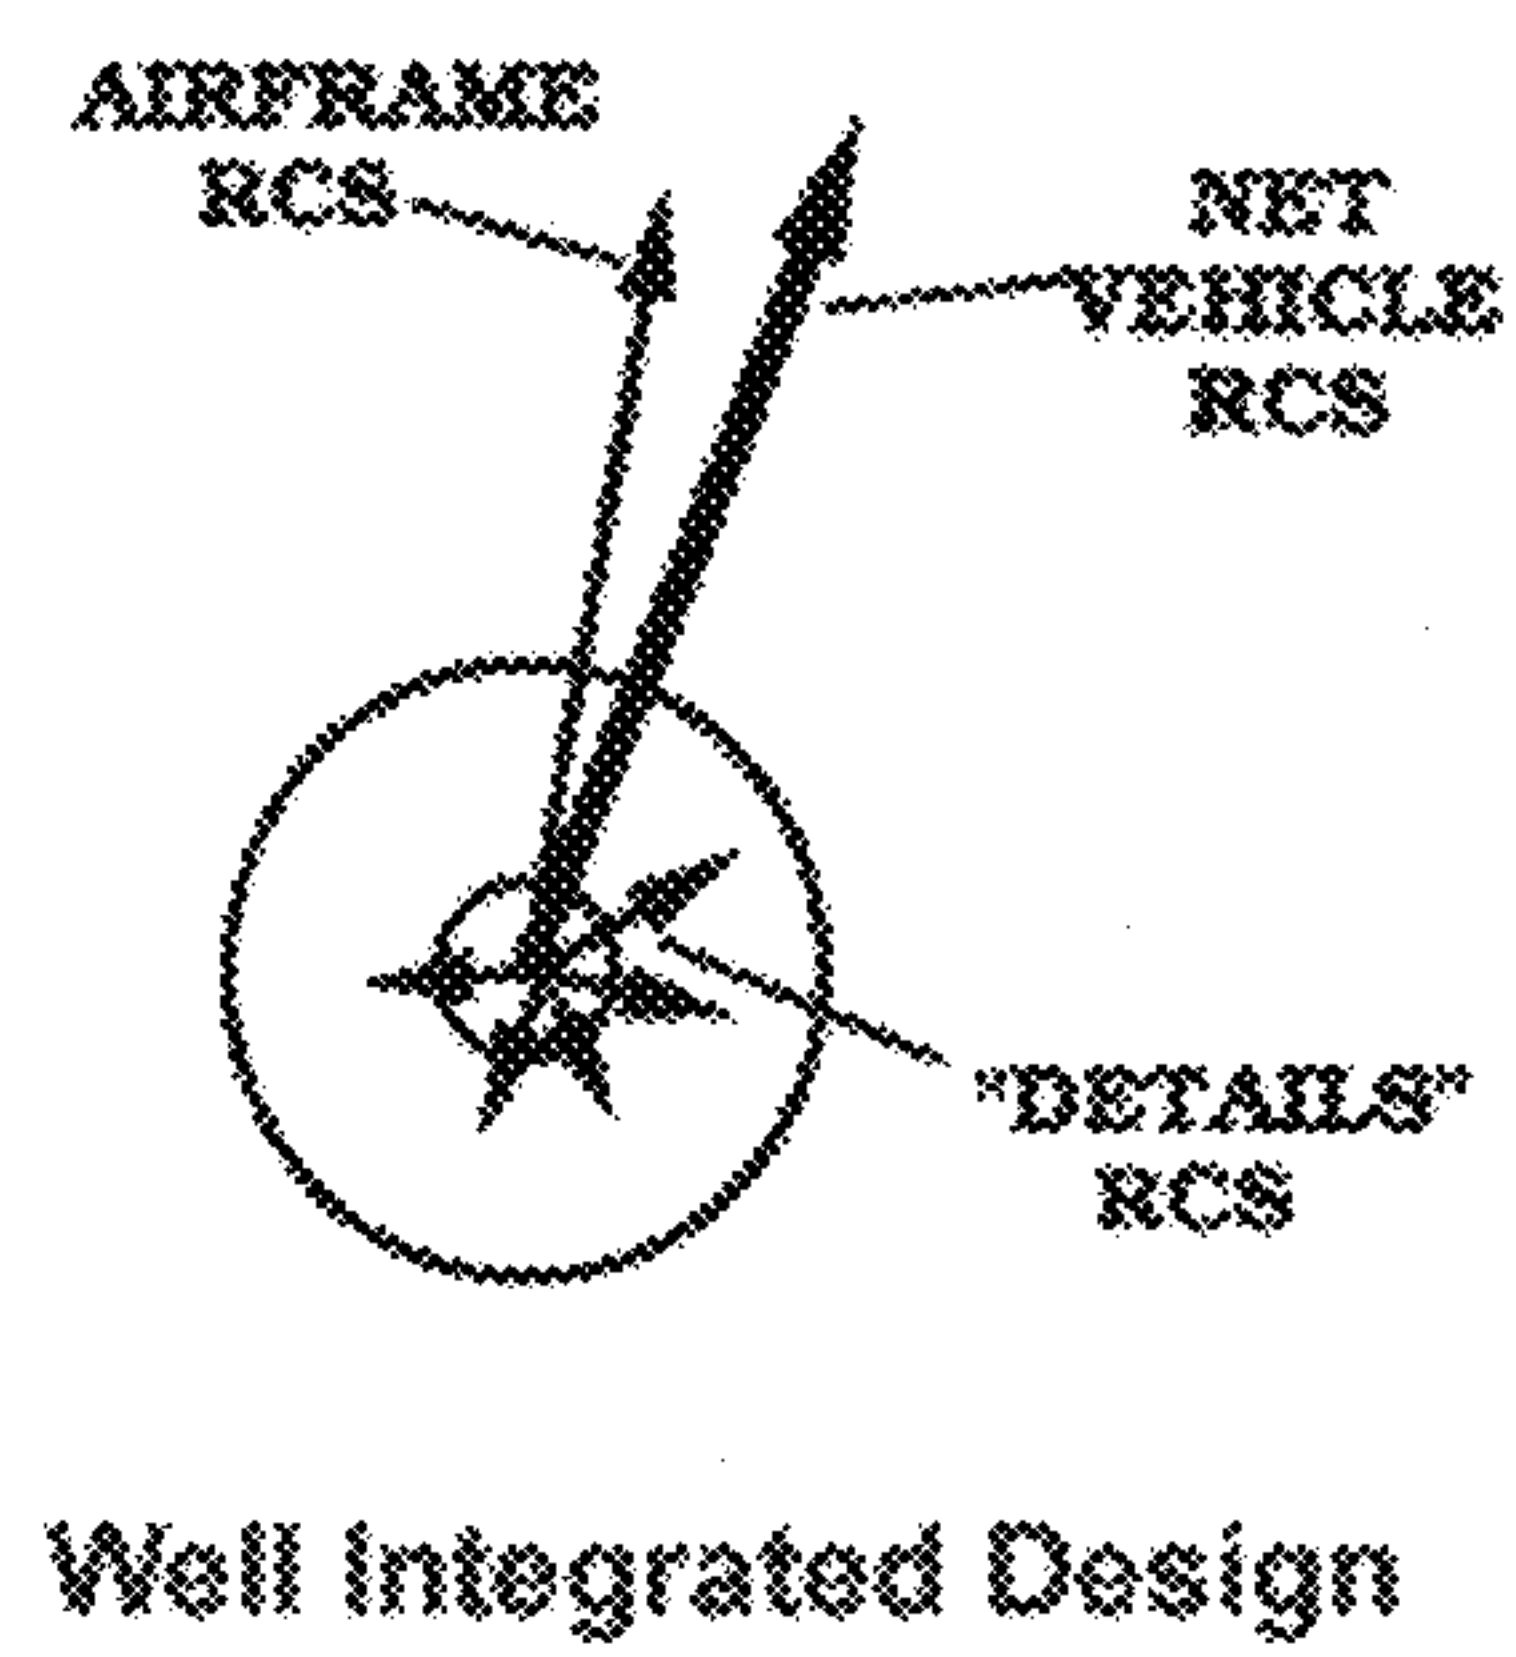 AIRFRAME
RCS
NET
VEHICLE
RCS
"DETAILS"
RCS
Well Integrated Design